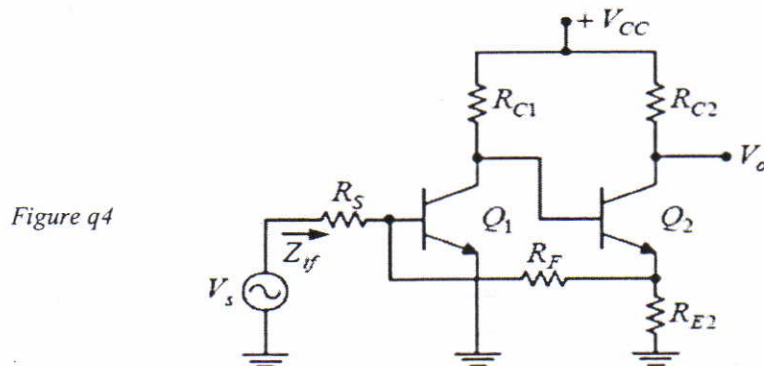 + V_CC
R_C1
R_C2
V_o
R_S
Q_1
Q_2
Figure q4
Z_if
R_F
V_s
R_E2